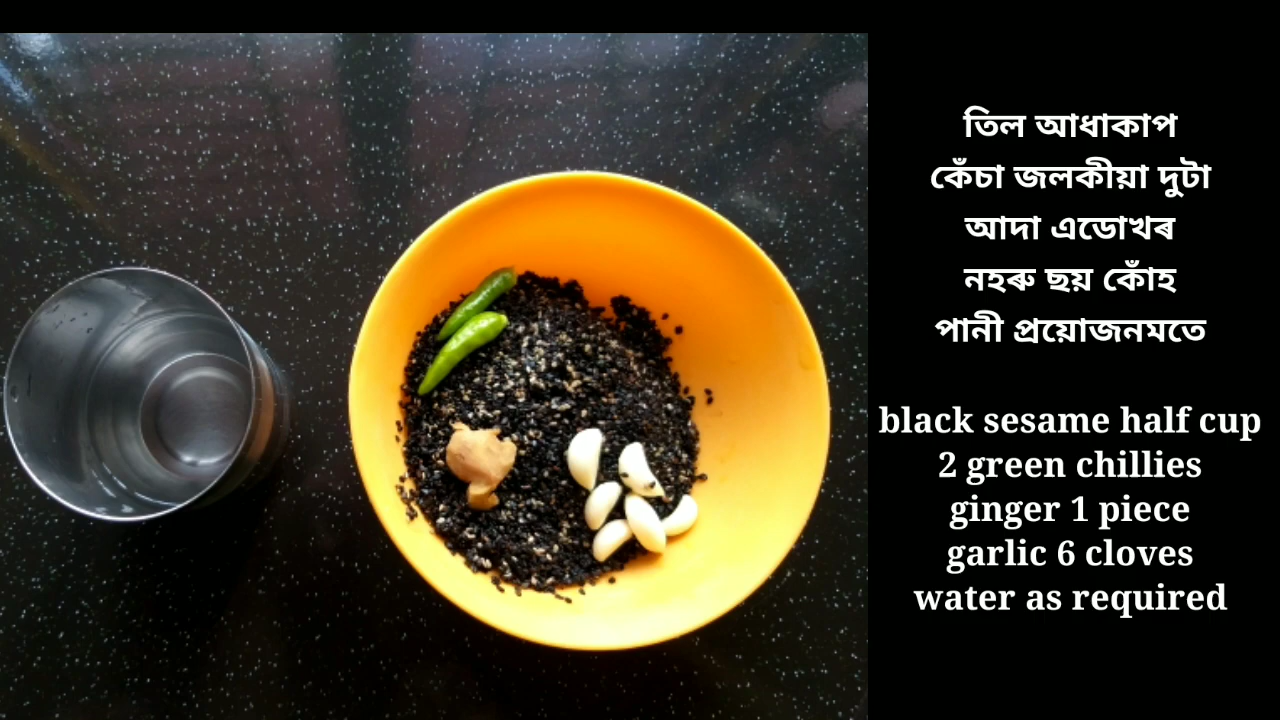 তিল আধাকাপ
কেঁচা জলকীয়া দুটা
আদা এডোখৰ
নহৰু ছয় কোঁহ
পানী প্ৰয়োজনমতে
black sesame half cup
2 green chillies
ginger 1 piece
garlic 6 cloves
water as required